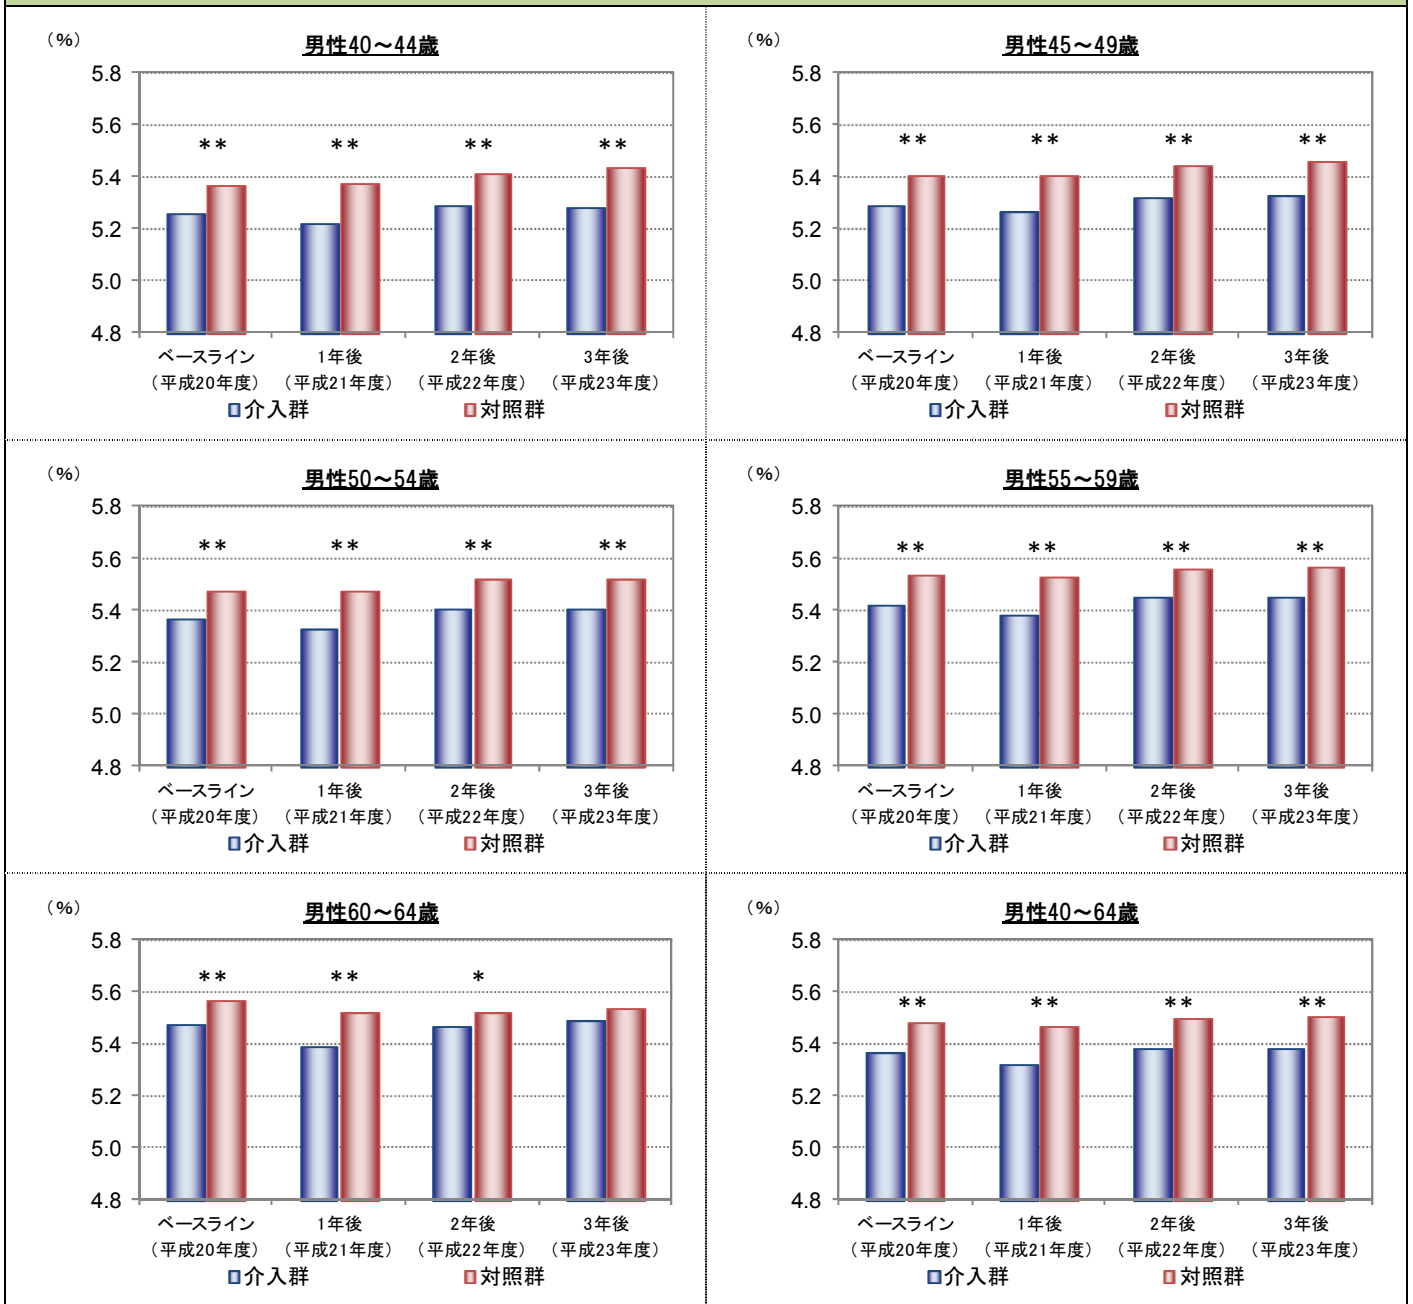 （%）
男性40～44歳
5.8
5.6
5.4
5.2
5.0
4.8
** ** ** **
ベースライン 1年後 2年後 3年後
（平成20年度） （平成21年度） （平成22年度） （平成23年度）
介入群 対照群
（%）
男性45～49歳
5.8
5.6
5.4
5.2
5.0
4.8
** ** ** **
ベースライン 1年後 2年後 3年後
（平成20年度） （平成21年度） （平成22年度） （平成23年度）
介入群 対照群
（%）
男性50～54歳
5.8
5.6
5.4
5.2
5.0
4.8
** ** ** **
ベースライン 1年後 2年後 3年後
（平成20年度） （平成21年度） （平成22年度） （平成23年度）
介入群 対照群
（%）
男性55～59歳
5.8
5.6
5.4
5.2
5.0
4.8
** ** ** **
ベースライン 1年後 2年後 3年後
（平成20年度） （平成21年度） （平成22年度） （平成23年度）
介入群 対照群
（%）
男性60～64歳
5.8
5.6
5.4
5.2
5.0
4.8
** ** *
ベースライン 1年後 2年後 3年後
（平成20年度） （平成21年度） （平成22年度） （平成23年度）
介入群 対照群
（%）
男性40～64歳
5.8
5.6
5.4
5.2
5.0
4.8
** ** ** **
ベースライン 1年後 2年後 3年後
（平成20年度） （平成21年度） （平成22年度） （平成23年度）
介入群 対照群